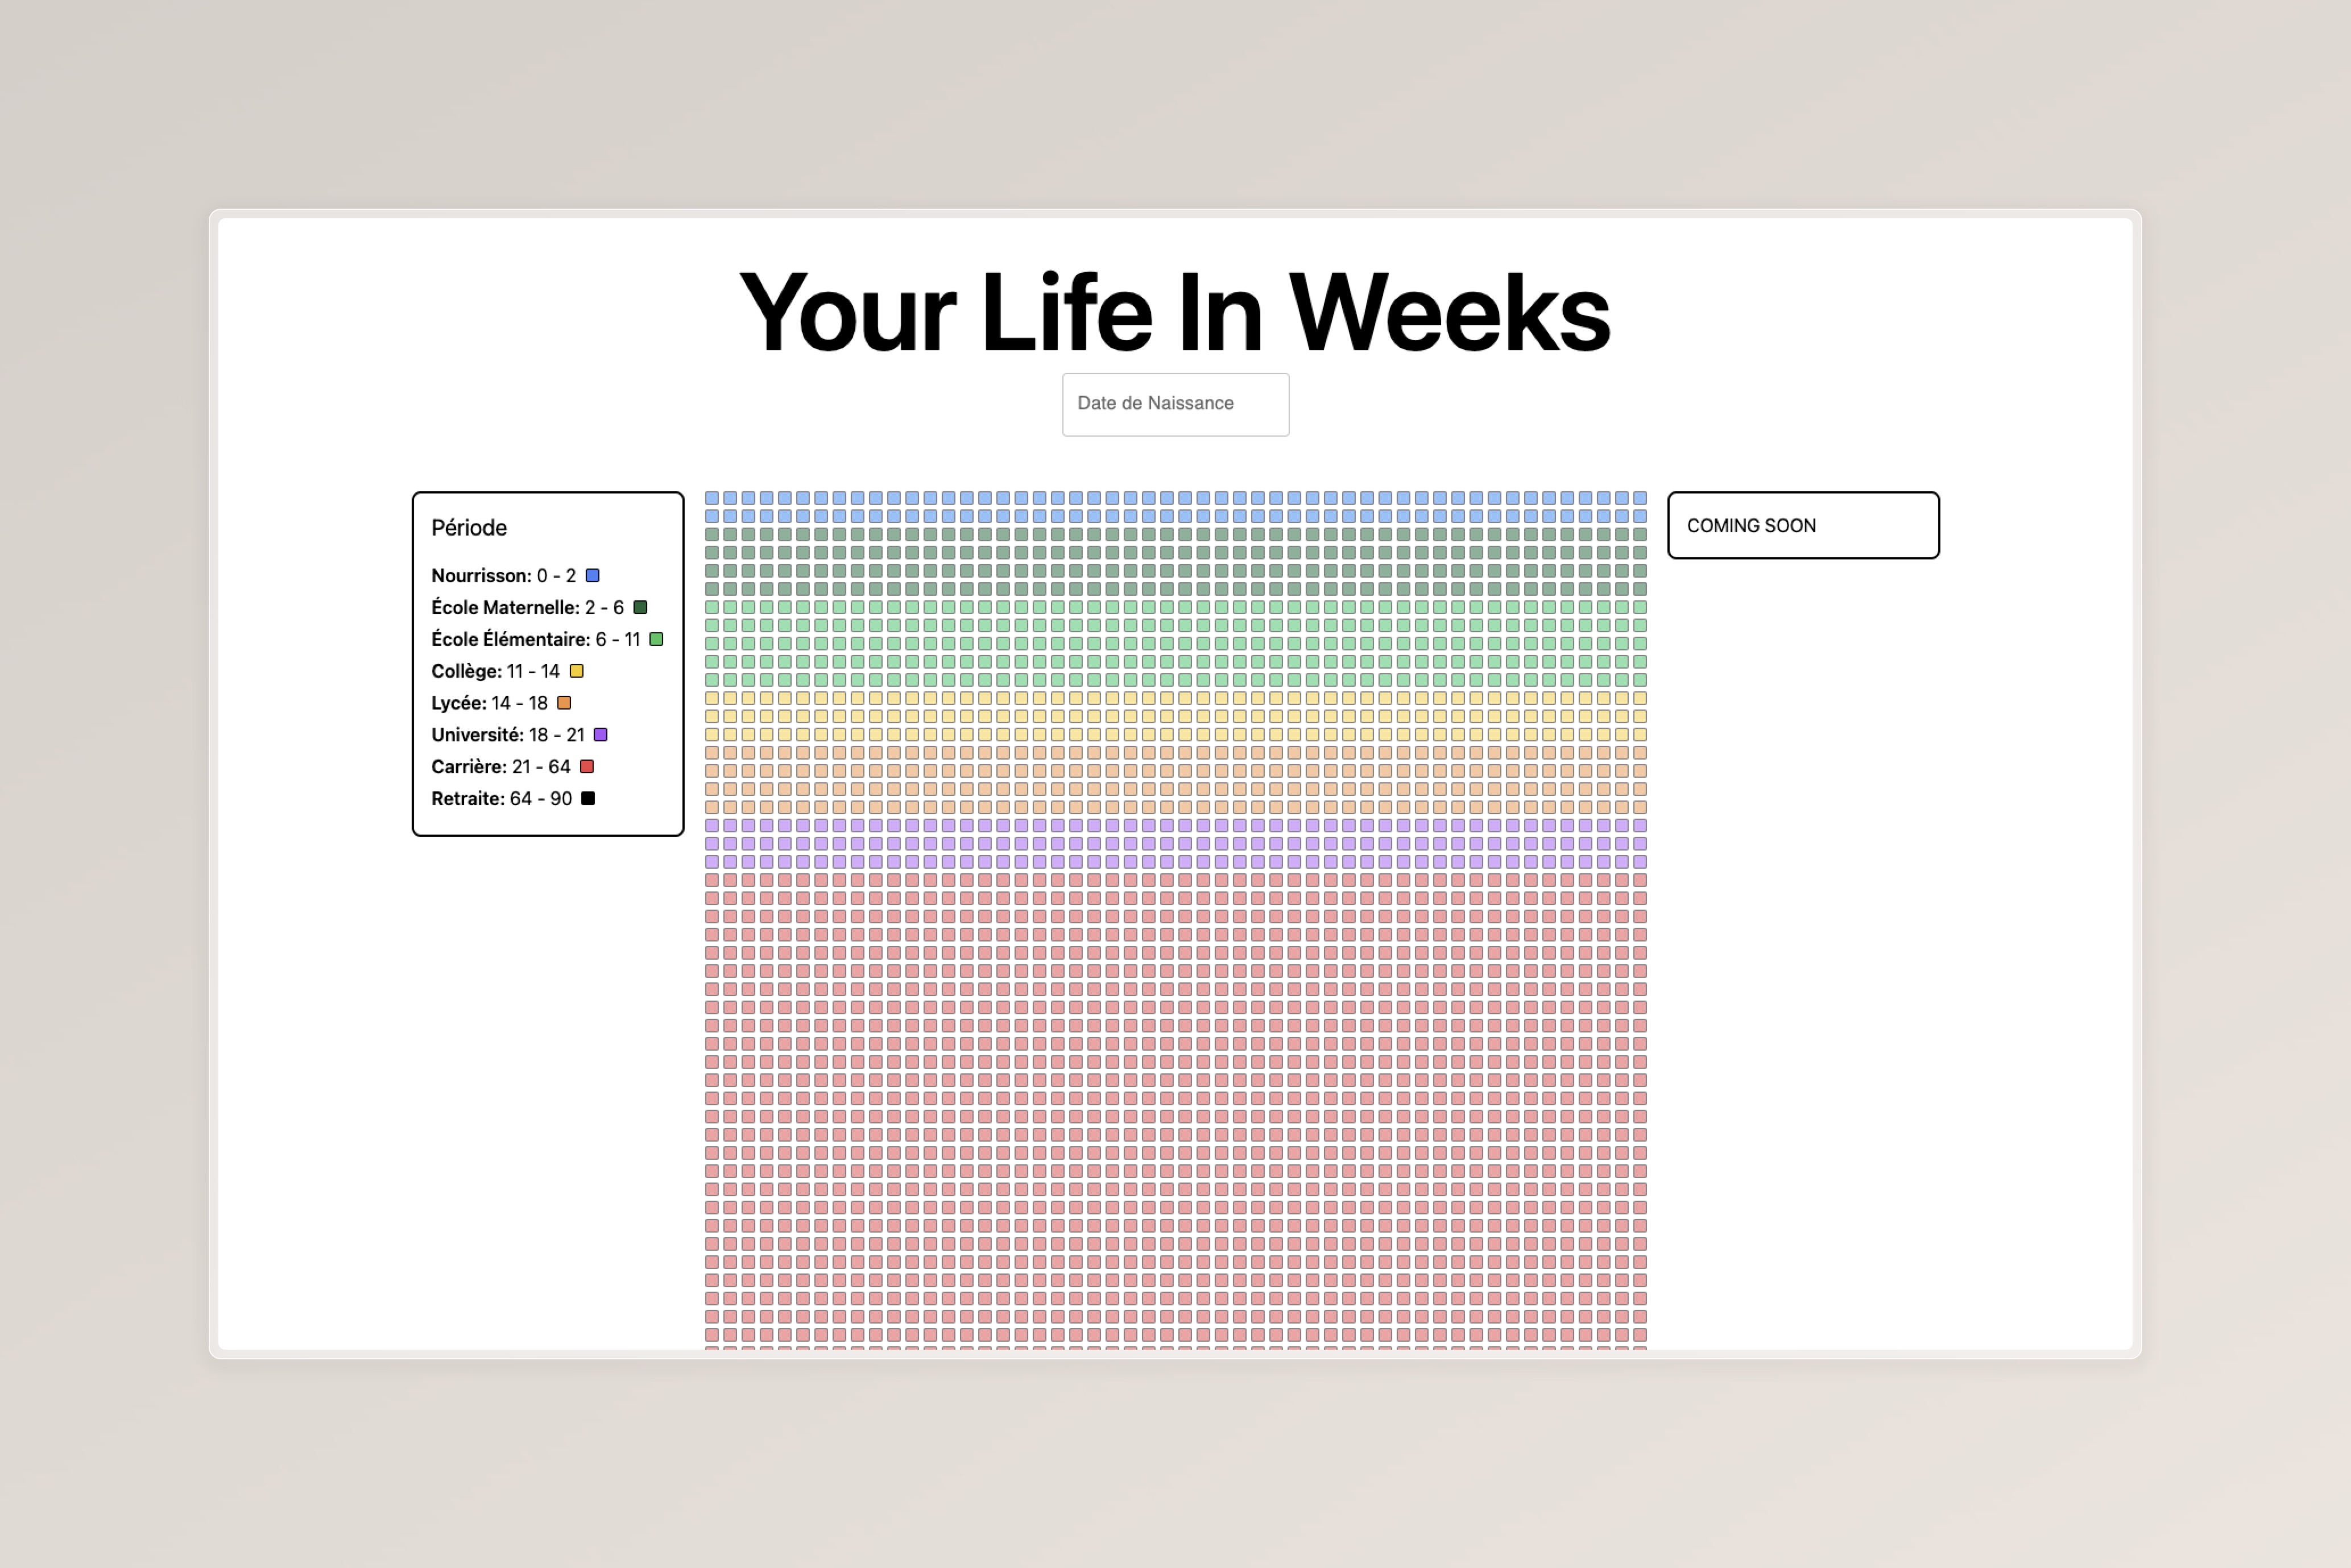 Your Life In Weeks
Date de Naissance
Période
Nourrisson: 0 - 2
École Maternelle: 2 - 6
École Élémentaire: 6 - 11
Collège: 11 - 14
Lycée: 14 - 18
Université: 18 - 21
Carrière: 21 - 64
Retraite: 64 - 90
COMING SOON